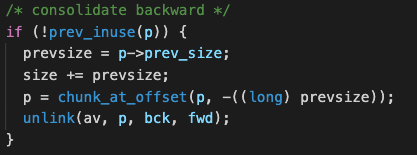 /* consolidate backward */
if (!prev_inuse(p)) {
  prevsize = p->prev_size;
  size += prevsize;
  p = chunk_at_offset(p, -((long) prevsize));
  unlink(av, p, bck, fwd);
}